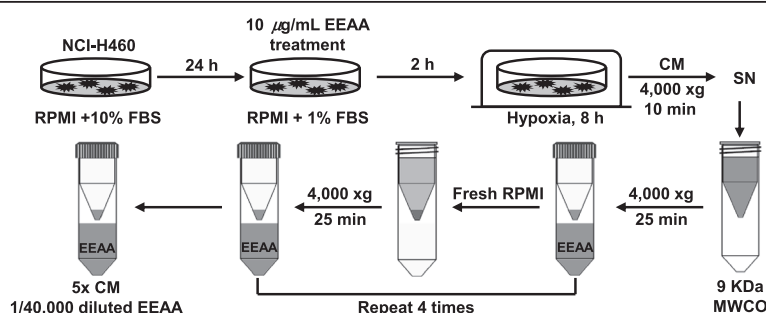 10 μg/mL EEAA
treatment
NCI-H460
24 h
2 h
CM
4,000 xg
10 min
SN
RPMI +10% FBS
RPMI + 1% FBS
Hypoxia, 8 h
4,000 xg
25 min
Fresh RPMI
4,000 xg
25 min
EEAA
EEAA
EEAA
5x CM
1/40,000 diluted EEAA
Repeat 4 times
9 KDa
MWCO